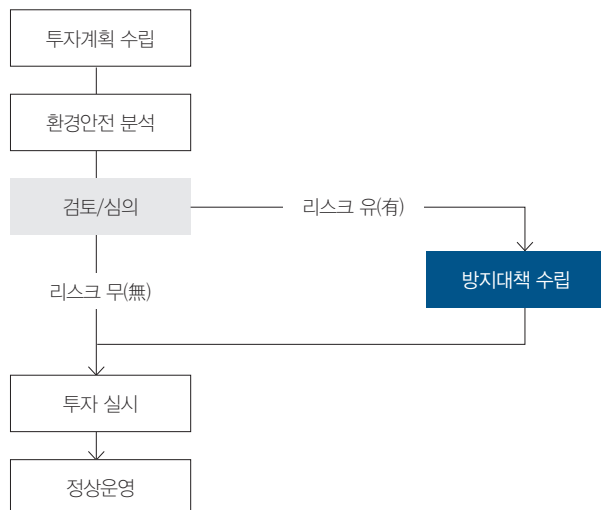 투자계획 수립
환경안전 분석
검토/심의
리스크 유(有)
방지대책 수립
리스크 무(無)
투자 실시
정상운영